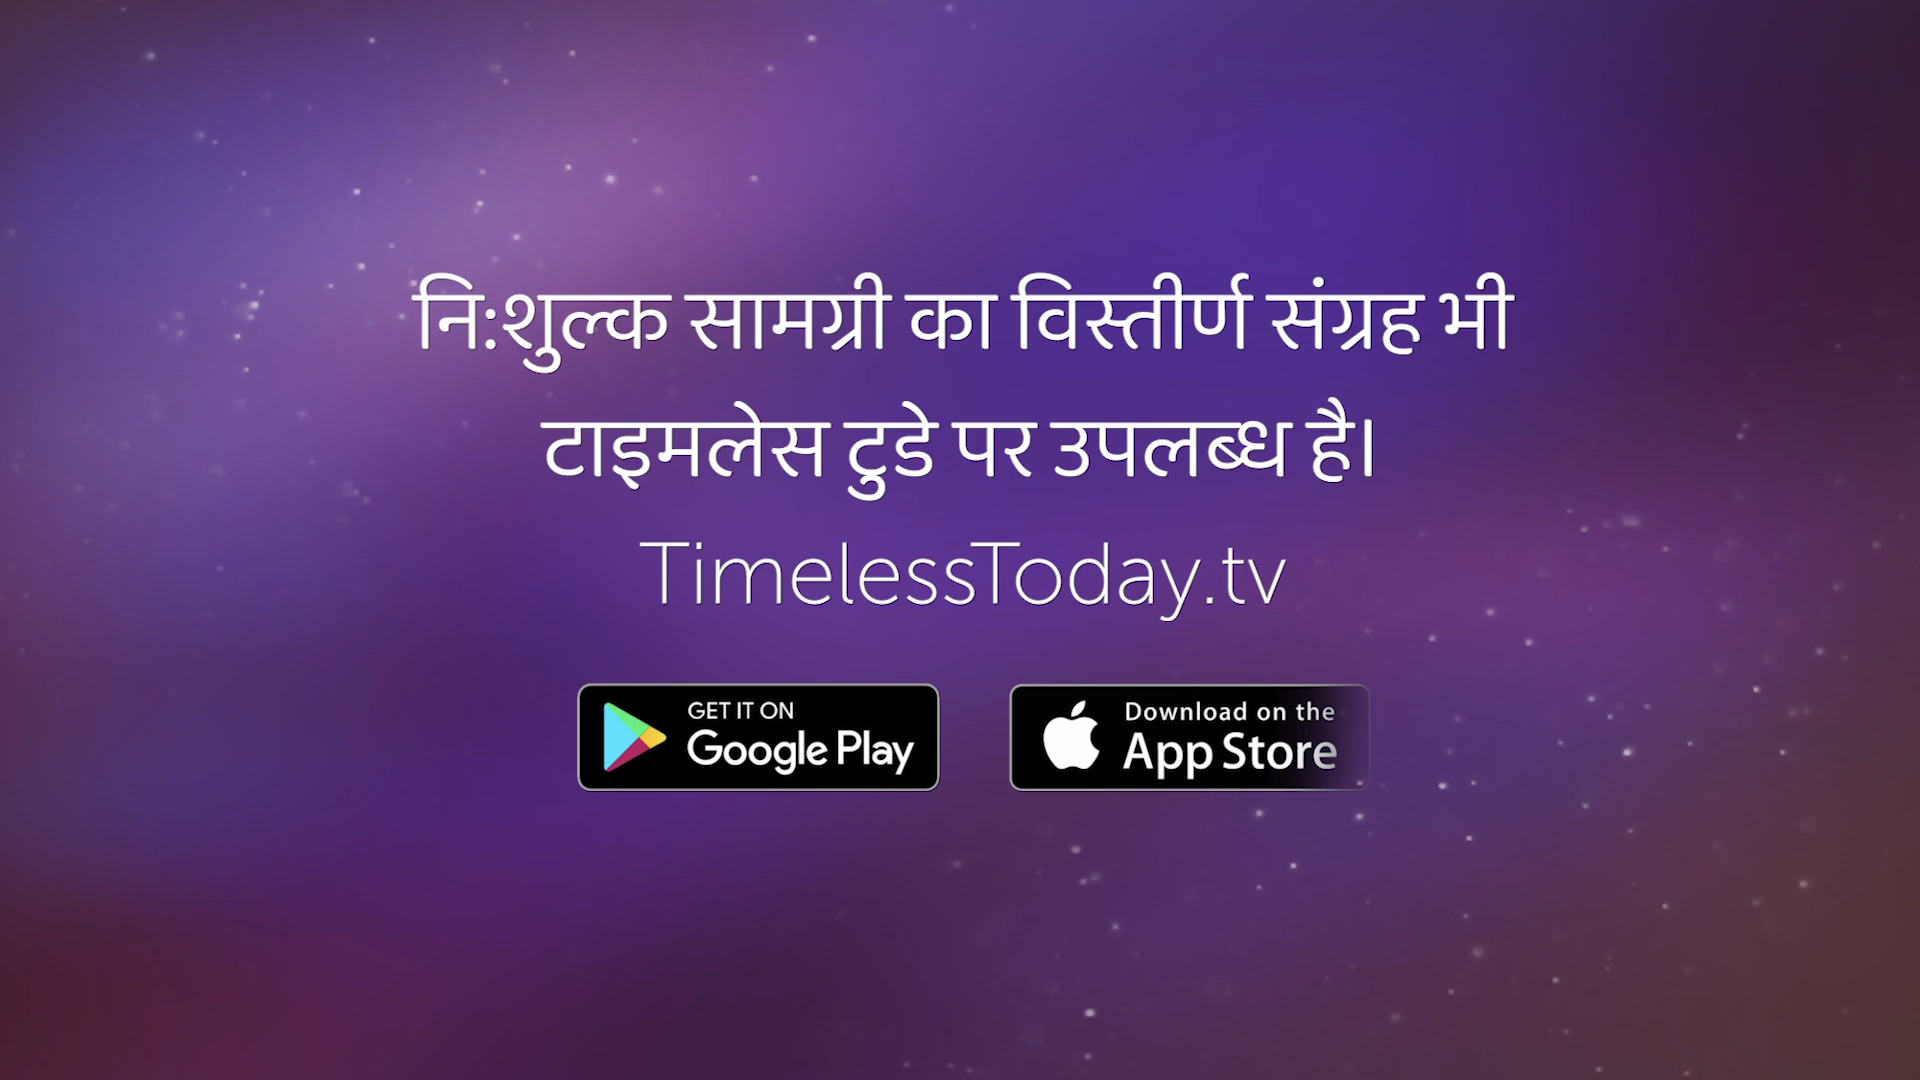 नि:शुल्क सामग्री का विस्तीर्ण संग्रह भी
टाइमलेस टुडे पर उपलब्ध है।
TimelessToday.tv
GET IT ON
Google Play
Download on the
App Store